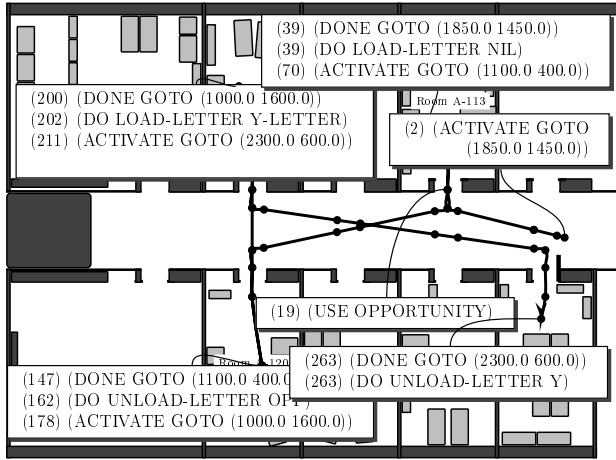 (39) (DONE GOTO (1850.0 1450.0))
(39) (DO LOAD-LETTER NIL)
(70) (ACTIVATE GOTO (1100.0 400.0))
(200) (DONE GOTO (1000.0 1600.0))
(202) (DO LOAD-LETTER Y-LETTER)
(211) (ACTIVATE GOTO (2300.0 600.0))
Room A-113
(2) (ACTIVATE GOTO
(1850.0 1450.0))
(19) (USE OPPORTUNITY)
(263) (DONE GOTO (2300.0 600.0))
(263) (DO UNLOAD-LETTER Y)
(147) (DONE GOTO (1100.0 400.0
(162) (DO UNLOAD-LETTER
(178) (ACTIVATE GOTO (1000.0 1600.0))